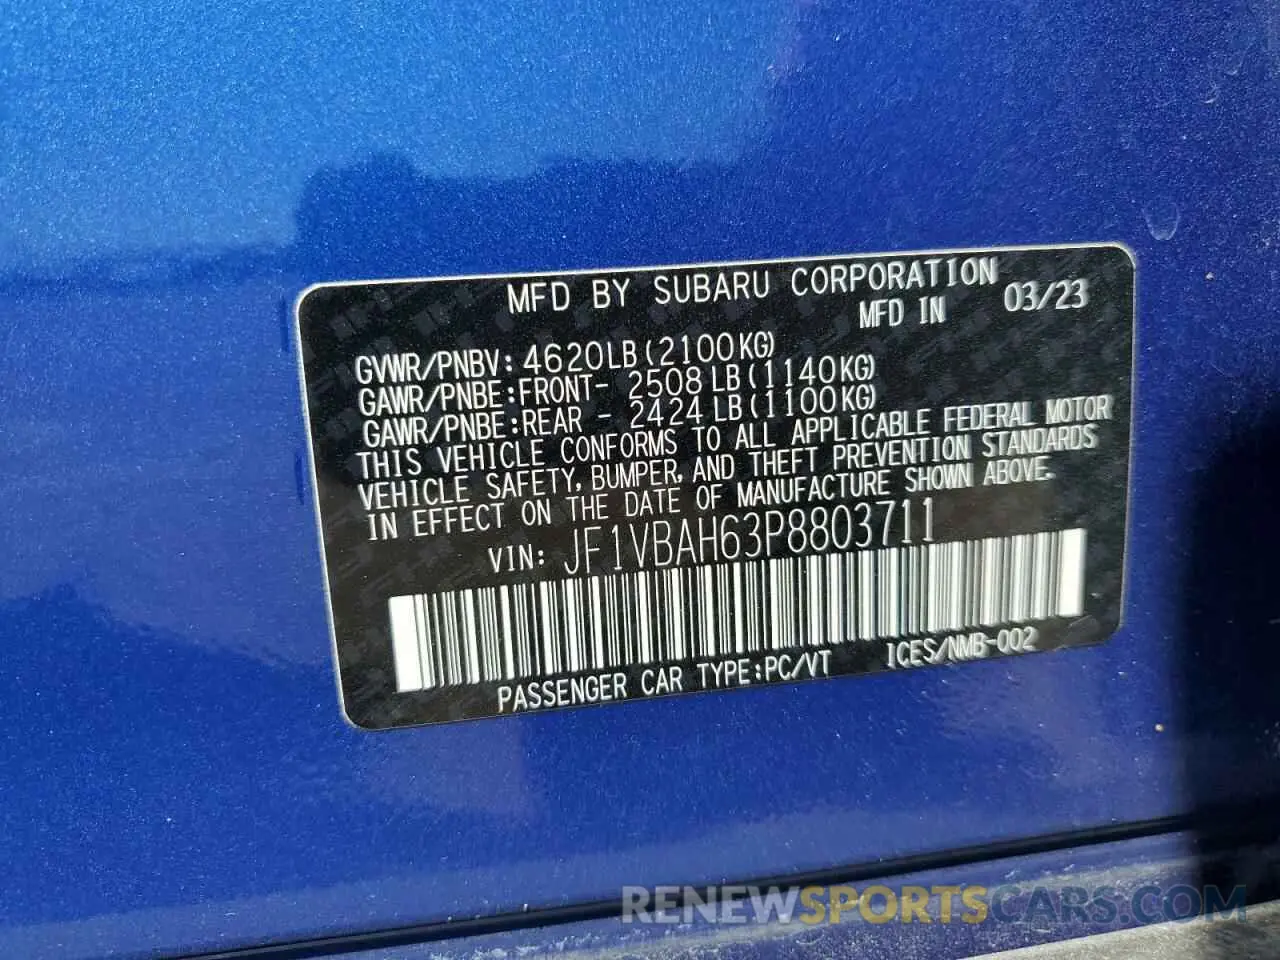 MFD BY SUBARU CORPORATION
MFD IN 03/23
GVWR/PNBV: 4620LB(2100KG)
GAWR/PNBE:FRONT- 2508LB(1140KG)
GAWR/PNBE:REAR - 2424LB(1100KG)
THIS VEHICLE CONFORMS TO ALL APPLICABLE FEDERAL MOTOR
VEHICLE SAFETY, BUMPER, AND THEFT PREVENTION STANDARDS
IN EFFECT ON THE DATE OF MANUFACTURE SHOWN ABOVE.
VIN: JF1VBAH63P8803711
PASSENGER CAR TYPE:PC/VT ICES/NMB-002
RENEWSPORTSCARS.COM